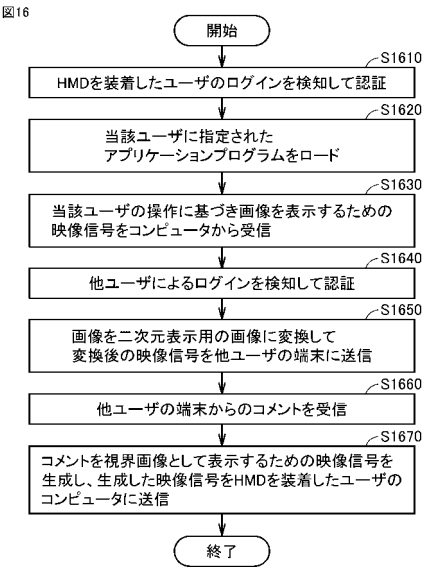 図16
開始
S1610
HMDを装着したユーザのログインを検知して認証
S1620
当該ユーザに指定された
アプリケーションプログラムをロード
S1630
当該ユーザの操作に基づき画像を表示するための
映像信号をコンピュータから受信
S1640
他ユーザによるログインを検知して認証
S1650
画像を二次元表示用の画像に変換して
変換後の映像信号を他ユーザの端末に送信
S1660
他ユーザの端末からのコメントを受信
S1670
コメントを視界画像として表示するための映像信号を
生成し、生成した映像信号をHMDを装着したユーザの
コンピュータに送信
終了